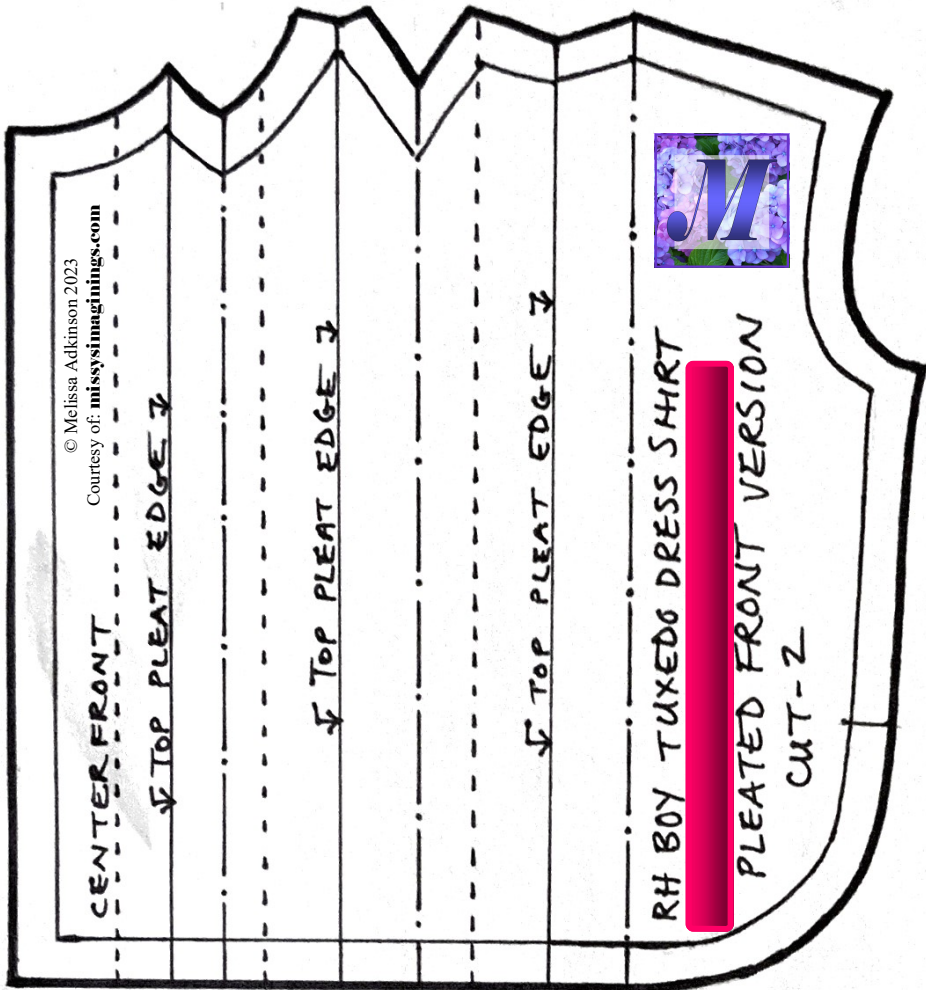 © Melissa Adkinson 2023
Courtesy of: missysimaginings.com
CENTER FRONT
TOP PLEAT EDGE
TOP PLEAT EDGE
TOP PLEAT EDGE
M
RH BOY TUXEDO DRESS SHIRT
PLEATED FRONT VERSION
CUT-2